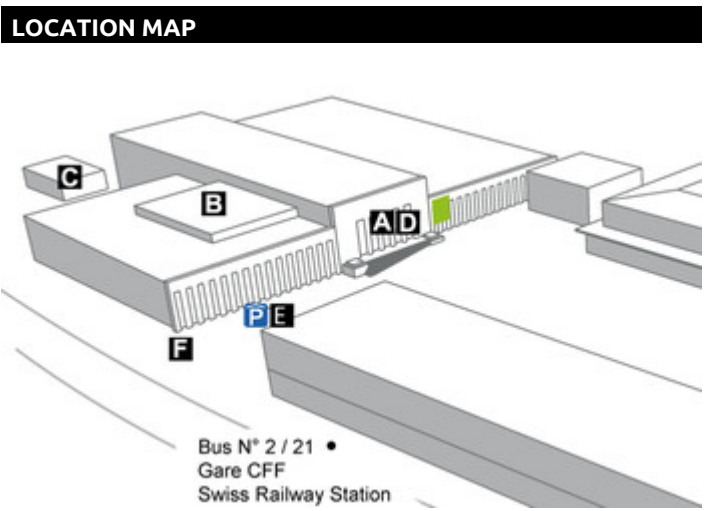 LOCATION MAP
C
B
A D
P E
F
Bus N° 2 / 21 •
Gare CFF
Swiss Railway Station